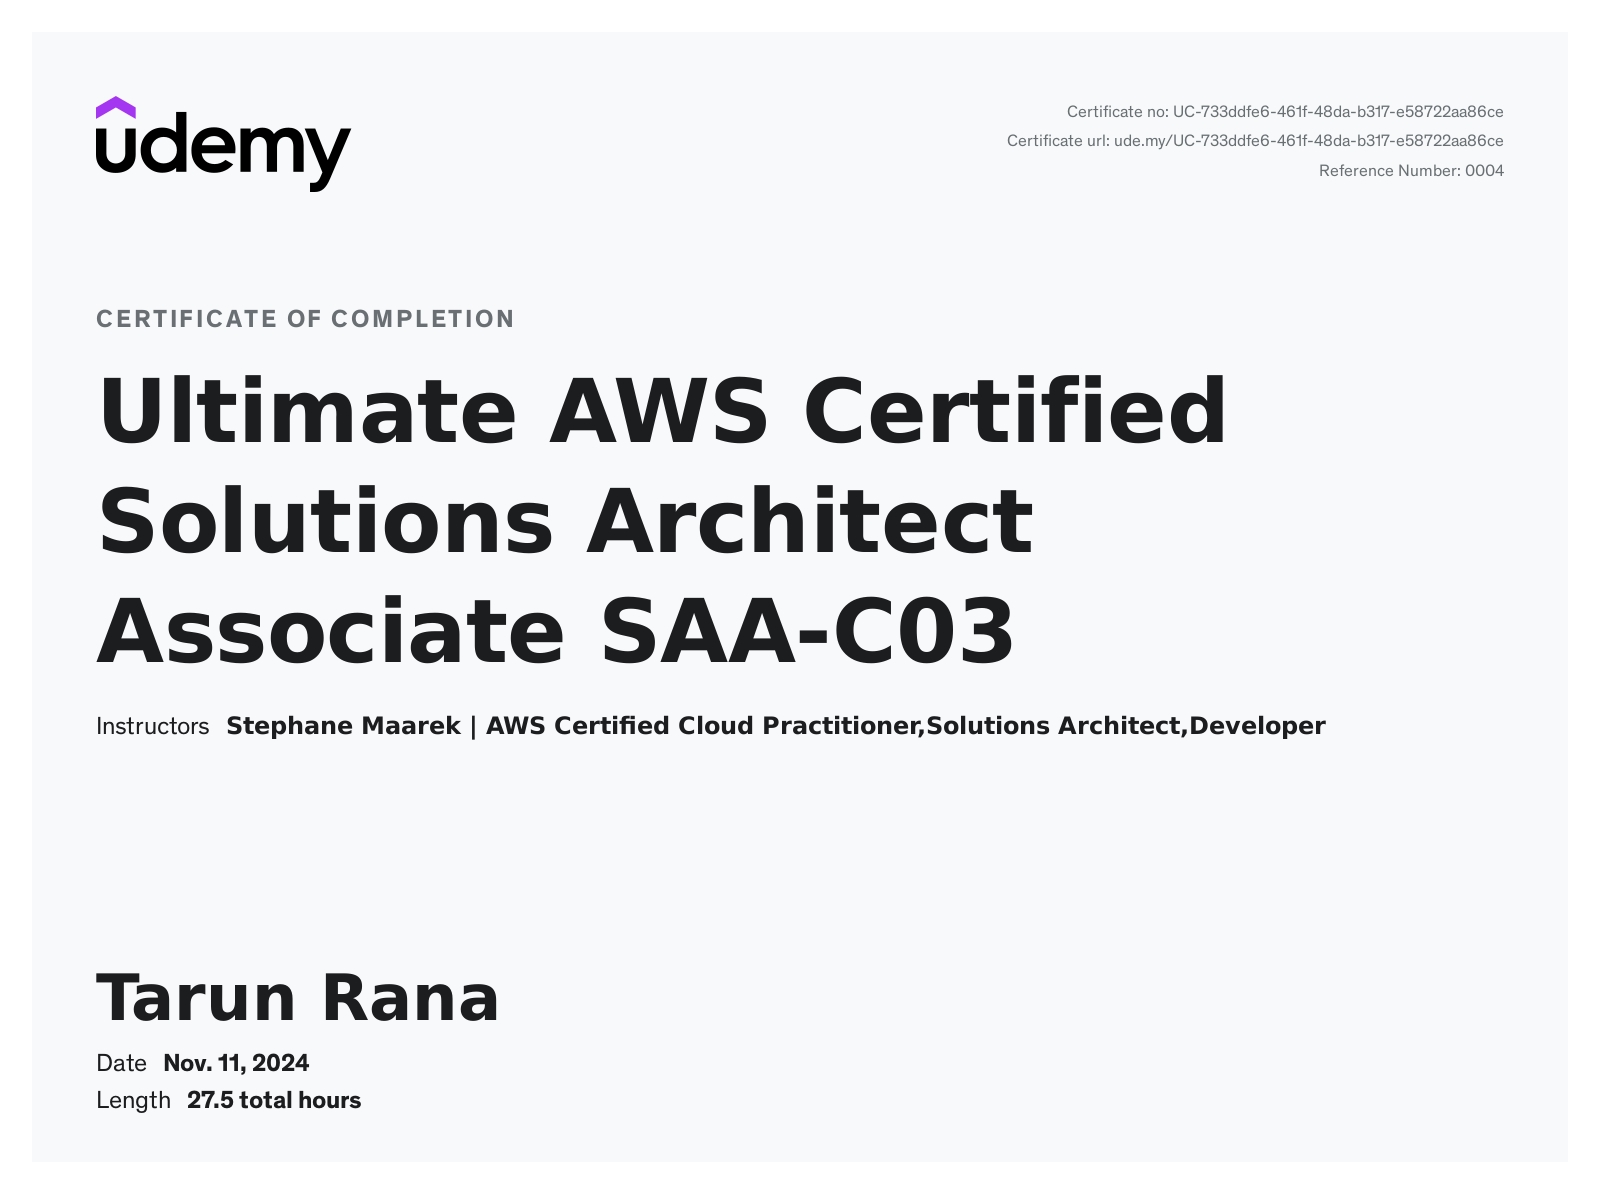 udemy
Certificate no: UC-733ddfe6-461f-48da-b317-e58722aa86ce
Certificate url: ude.my/UC-733ddfe6-461f-48da-b317-e58722aa86ce
Reference Number: 0004
CERTIFICATE OF COMPLETION
Ultimate AWS Certified
Solutions Architect
Associate SAA-C03
Instructors Stephane Maarek | AWS Certified Cloud Practitioner,Solutions Architect,Developer
Tarun Rana
Date Nov. 11, 2024
Length 27.5 total hours